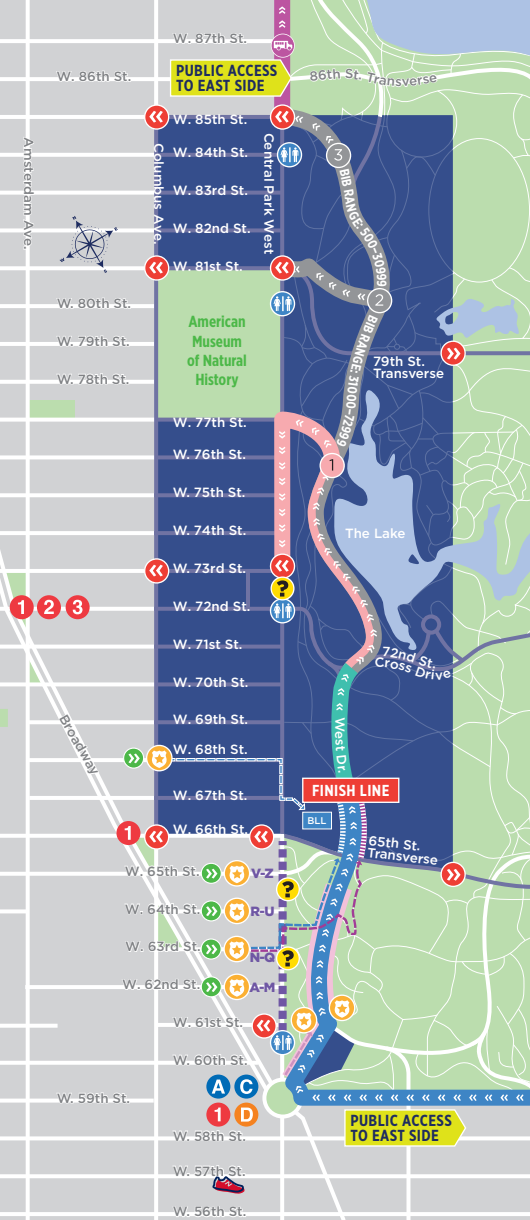 W. 87th St.
W. 86th St.
PUBLIC ACCESS
TO EAST SIDE
86th St. Transverse
W. 85th St.
Amsterdam Ave.
Columbus Ave.
Central Park West
W. 84th St.
3
W. 83rd St.
BIB RANGE: 500-30999
W. 82nd St.
W. 81st St.
W. 80th St.
2
American
Museum
of Natural
History
BIB RANGE: 31000-72999
W. 79th St.
79th St.
Transverse
W. 78th St.
W. 77th St.
W. 76th St.
1
W. 75th St.
W. 74th St.
The Lake
W. 73rd St.
?
1 2 3
W. 72nd St.
W. 71st St.
72nd St.
Cross Drive
W. 70th St.
W. 69th St.
West Dr.
Broadway
W. 68th St.
FINISH LINE
W. 67th St.
BLL
1
W. 66th St.
65th St.
Transverse
W. 65th St.
V-Z
?
W. 64th St.
R-U
W. 63rd St.
N-Q
?
W. 62nd St.
A-M
W. 61st St.
W. 60th St.
A C
1 D
W. 59th St.
PUBLIC ACCESS
TO EAST SIDE
W. 58th St.
W. 57th St.
W. 56th St.